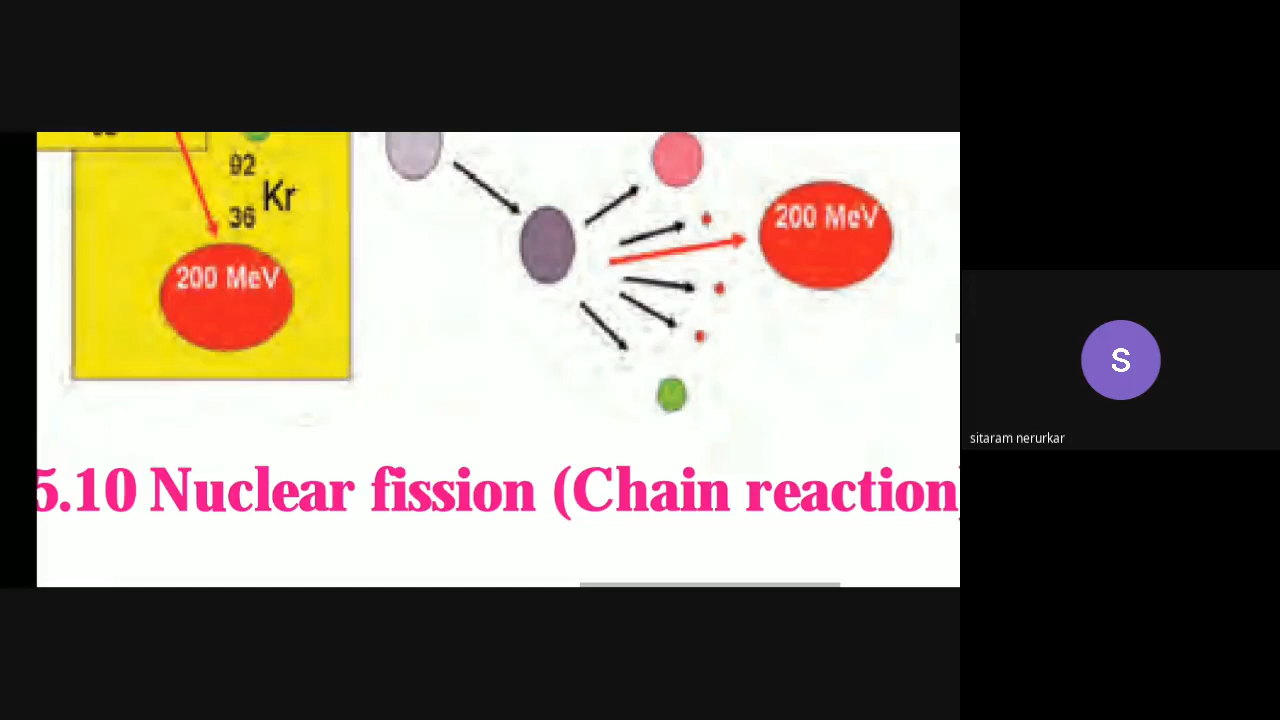 92
Kr
36
200 MeV
200 MeV
5.10 Nuclear fission (Chain reaction)
S
sitaram nerurkar